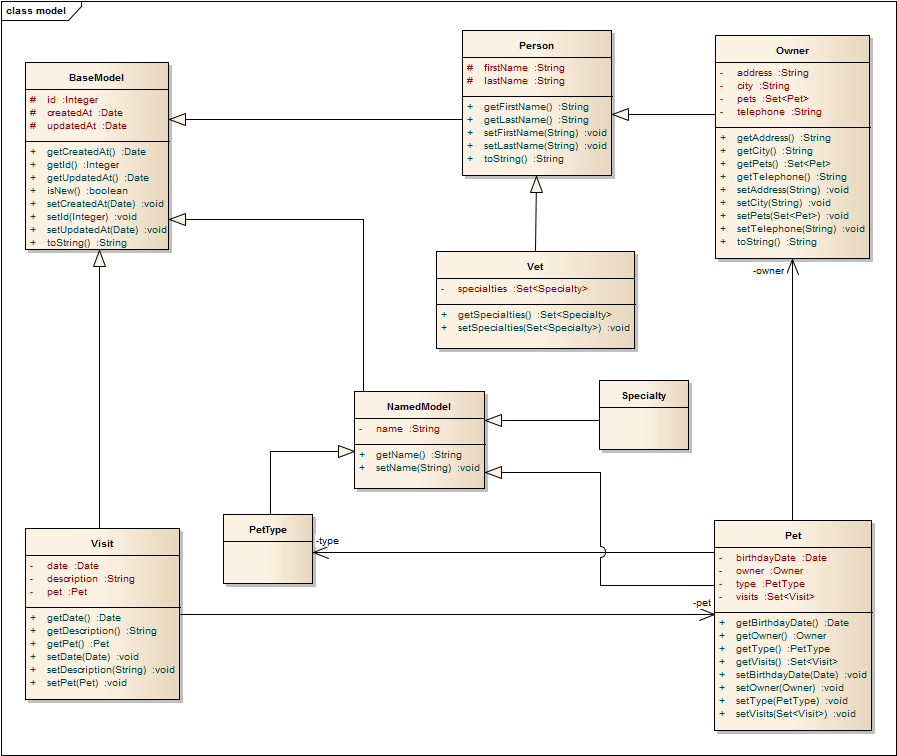 class model
BaseModel
# id :Integer
# createdAt :Date
# updatedAt :Date
+ getCreatedAt() :Date
+ getId() :Integer
+ getUpdatedAt() :Date
+ isNew() :boolean
+ setCreatedAt(Date) :void
+ setId(Integer) :void
+ setUpdatedAt(Date) :void
+ toString() :String
Person
# firstName :String
# lastName :String
+ getFirstName() :String
+ getLastName() :String
+ setFirstName(String) :void
+ setLastName(String) :void
+ toString() :String
Owner
- address :String
- city :String
- pets :Set<Pet>
- telephone :String
+ getAddress() :String
+ getCity() :String
+ getPets() :Set<Pet>
+ getTelephone() :String
+ setAddress(String) :void
+ setCity(String) :void
+ setPets(Set<Pet>) :void
+ setTelephone(String) :void
+ toString() :String
-owner
Vet
- specialties :Set<Specialty>
+ getSpecialties() :Set<Specialty>
+ setSpecialties(Set<Specialty>) :void
NamedModel
- name :String
+ getName() :String
+ setName(String) :void
Specialty
PetType
-type
Visit
- date :Date
- description :String
- pet :Pet
+ getDate() :Date
+ getDescription() :String
+ getPet() :Pet
+ setDate(Date) :void
+ setDescription(String) :void
+ setPet(Pet) :void
-pet
Pet
- birthdayDate :Date
- owner :Owner
- type :PetType
- visits :Set<Visit>
+ getBirthdayDate() :Date
+ getOwner() :Owner
+ getType() :PetType
+ getVisits() :Set<Visit>
+ setBirthdayDate(Date) :void
+ setOwner(Owner) :void
+ setType(PetType) :void
+ setVisits(Set<Visit>) :void